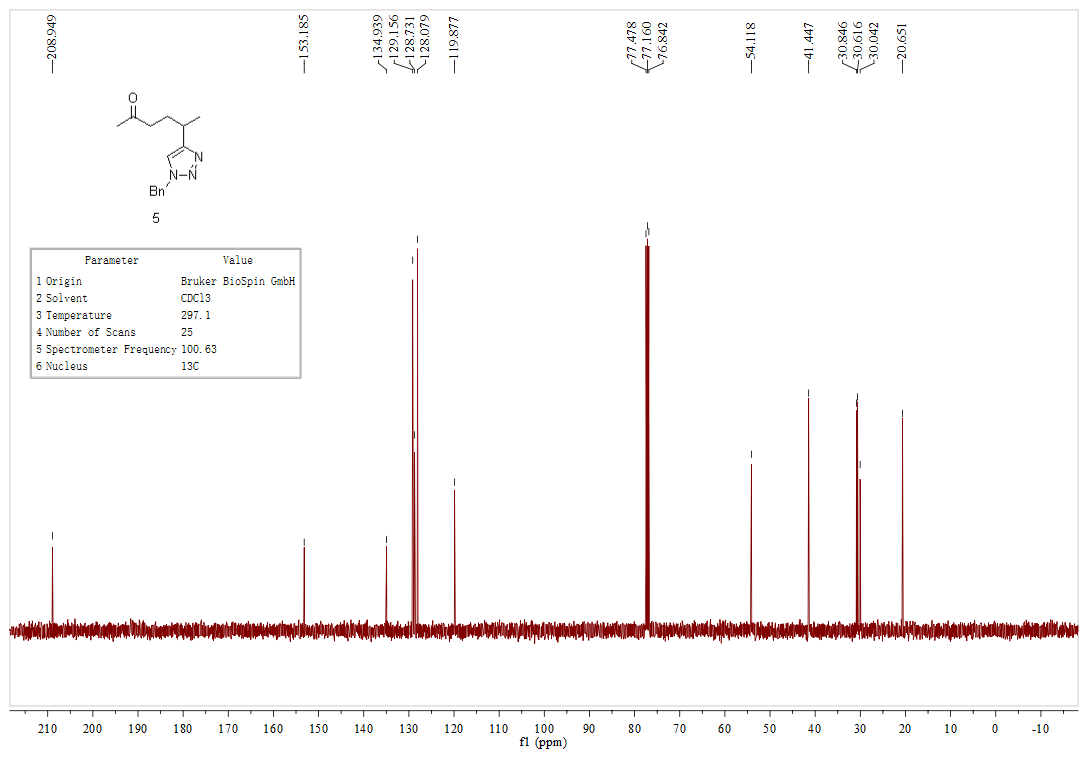 208.949
153.185
134.939
129.156
128.731
128.079
119.877
77.478
77.160
76.842
54.118
41.447
30.846
30.616
30.042
20.651
O
N
N
N
Bn
5
Parameter Value
1 Origin Bruker BioSpin GmbH
2 Solvent CDCl3
3 Temperature 297.1
4 Number of Scans 25
5 Spectrometer Frequency 100.63
6 Nucleus 13C
210 200 190 180 170 160 150 140 130 120 110 100 90 80 70 60 50 40 30 20 10 0 -10
f1 (ppm)